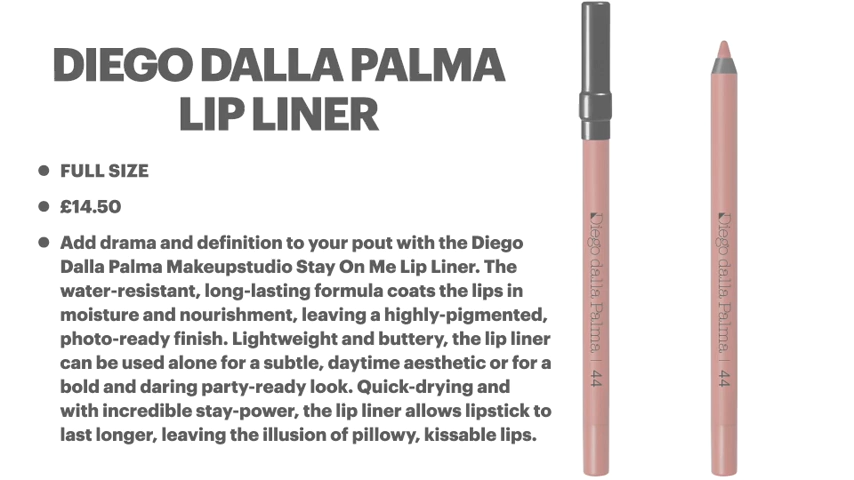 DIEGO DALLA PALMA
LIP LINER
• FULL SIZE
• £14.50
• Add drama and definition to your pout with the Diego
Dalla Palma Makeupstudio Stay On Me Lip Liner. The
water-resistant, long-lasting formula coats the lips in
moisture and nourishment, leaving a highly-pigmented,
photo-ready finish. Lightweight and buttery, the lip liner
can be used alone for a subtle, daytime aesthetic or for a
bold and daring party-ready look. Quick-drying and
with incredible stay-power, the lip liner allows lipstick to
last longer, leaving the illusion of pillowy, kissable lips.
Diego dalla Palma | 44
Diego dalla Palma | 44